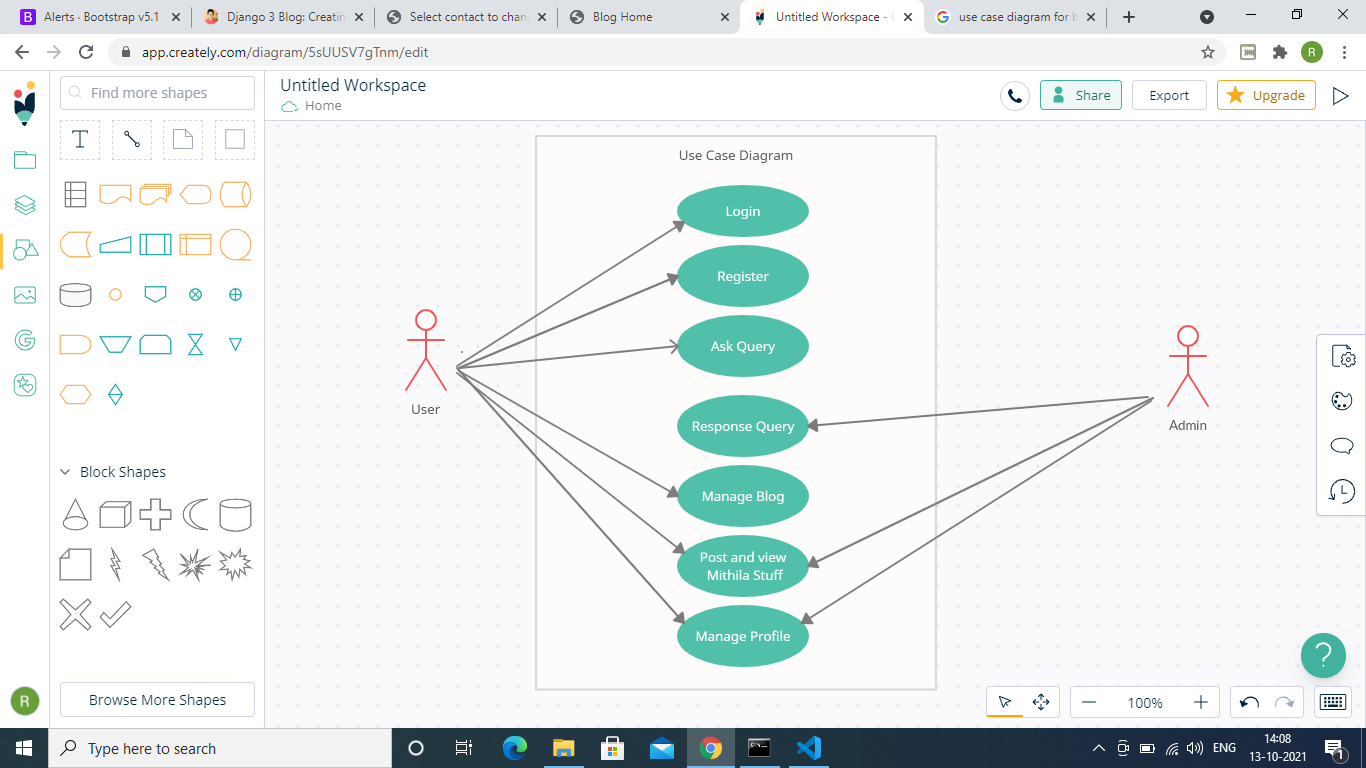 Alerts · Bootstrap v5.1
Django 3 Blog: Creatin
Select contact to chan
Blog Home
Untitled Workspace -
use case diagram for b
app.creately.com/diagram/5sUUSV7gTnm/edit
R
Find more shapes
Untitled Workspace
Home
Share
Export
Upgrade
T
Use Case Diagram
Login
Register
Ask Query
Response Query
Manage Blog
Post and view
Mithila Stuff
Manage Profile
User
Admin
Block Shapes
Browse More Shapes
R
100%
?
Type here to search
ENG
14:08
13-10-2021
1